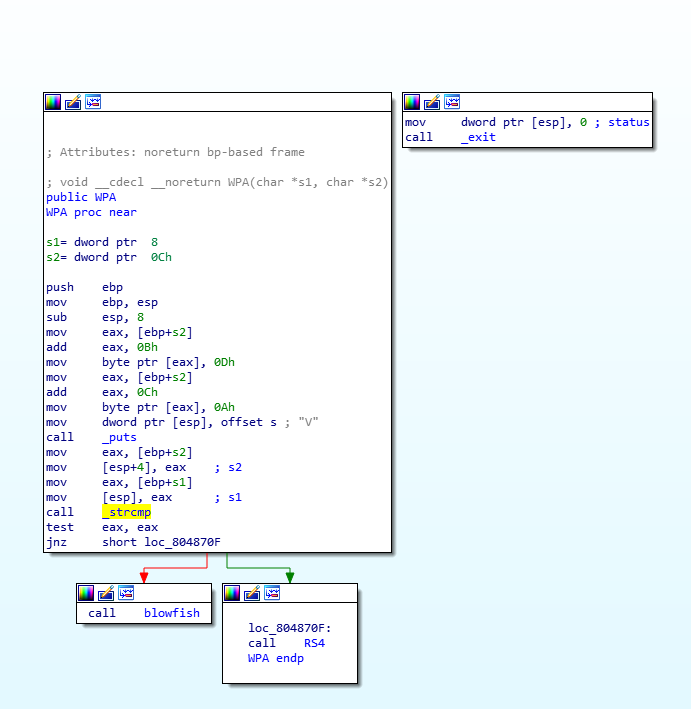 ; Attributes: noreturn bp-based frame
; void __cdecl __noreturn WPA(char *s1, char *s2)
public WPA
WPA proc near
s1= dword ptr  8
s2= dword ptr  0Ch
push    ebp
mov     ebp, esp
sub     esp, 8
mov     eax, [ebp+s2]
add     eax, 0Bh
mov     byte ptr [eax], 0Dh
mov     eax, [ebp+s2]
add     eax, 0Ch
mov     byte ptr [eax], 0Ah
mov     dword ptr [esp], offset s ; "V"
call    _puts
mov     eax, [ebp+s2]
mov     [esp+4], eax    ; s2
mov     eax, [ebp+s1]
mov     [esp], eax      ; s1
call    _strcmp
test    eax, eax
jnz     short loc_804870F
mov     dword ptr [esp], 0 ; status
call    _exit
call    blowfish
loc_804870F:
call    RS4
WPA endp